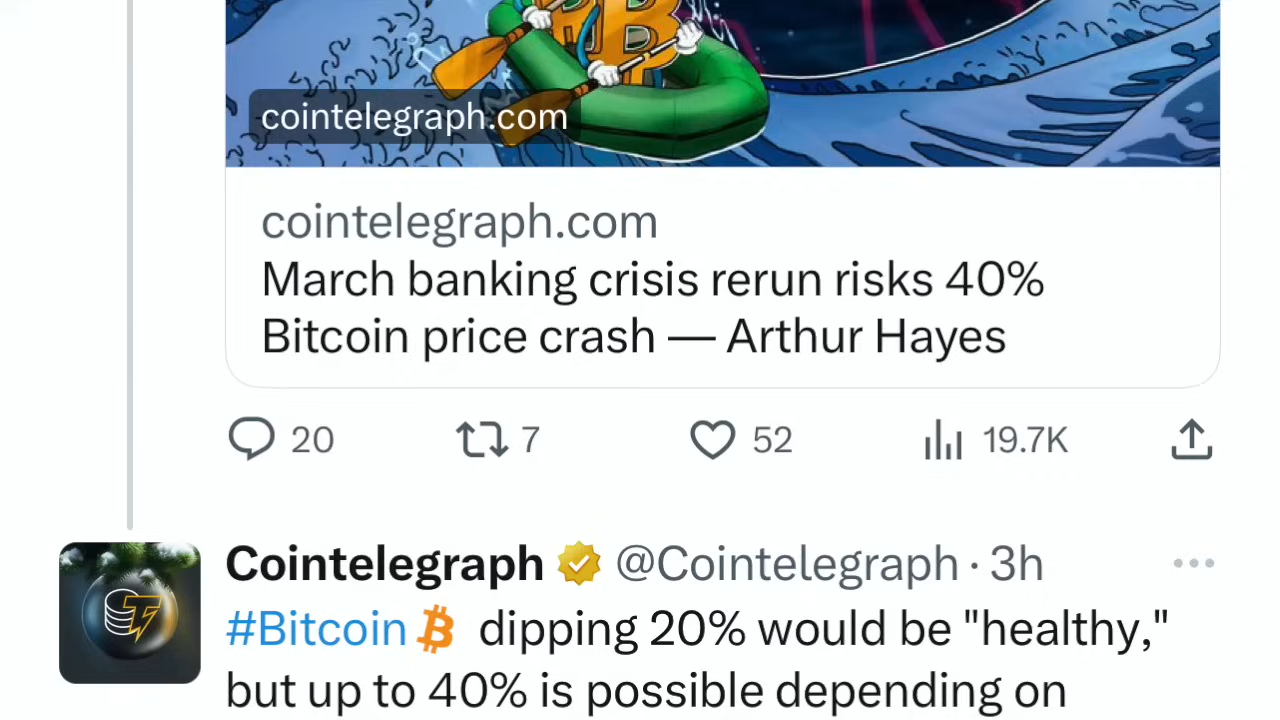 cointelegraph.com
cointelegraph.com
March banking crisis rerun risks 40%
Bitcoin price crash — Arthur Hayes
20 7 52 19.7K
Cointelegraph @Cointelegraph · 3h
#Bitcoin dipping 20% would be "healthy,"
but up to 40% is possible depending on